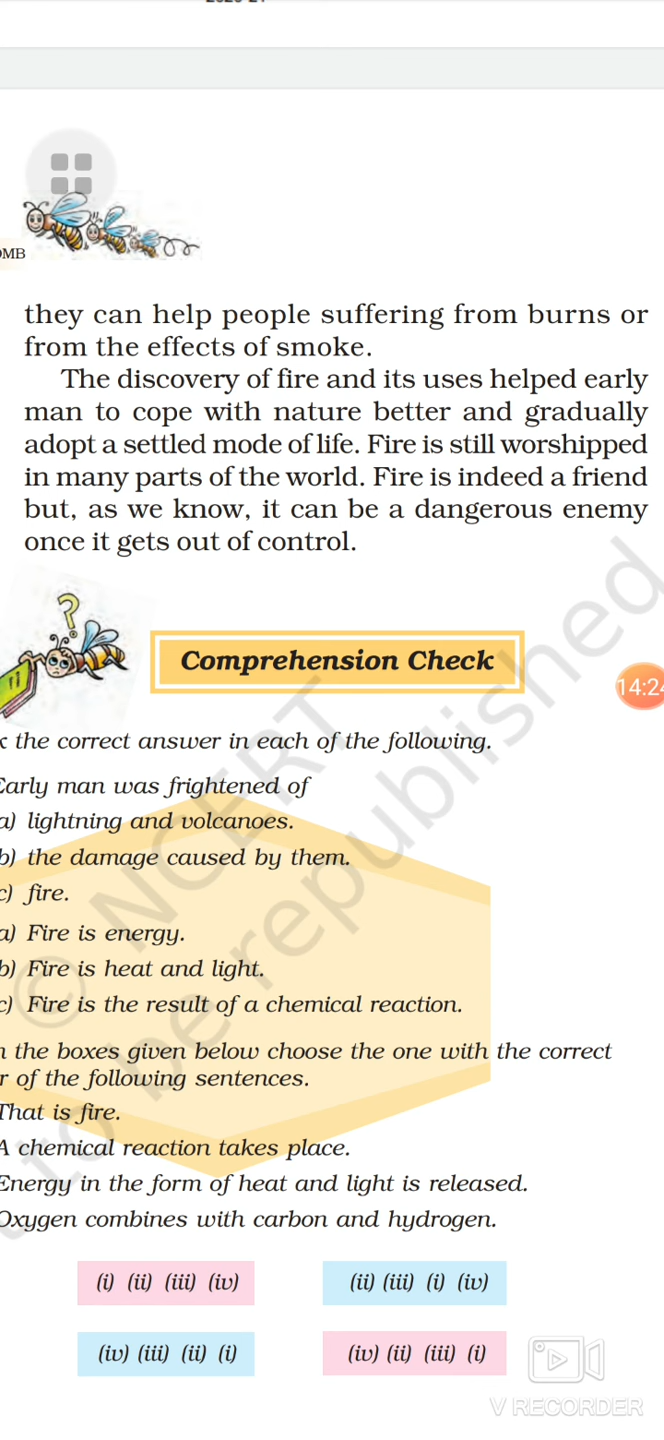 MB
they can help people suffering from burns or
from the effects of smoke.
The discovery of fire and its uses helped early
man to cope with nature better and gradually
adopt a settled mode of life. Fire is still worshipped
in many parts of the world. Fire is indeed a friend
but, as we know, it can be a dangerous enemy
once it gets out of control.
?
Comprehension Check
14:24
the correct answer in each of the following.
Early man was frightened of
a) lightning and volcanoes.
b) the damage caused by them.
c) fire.
a) Fire is energy.
b) Fire is heat and light.
c) Fire is the result of a chemical reaction.
the boxes given below choose the one with the correct
of the following sentences.
That is fire.
A chemical reaction takes place.
Energy in the form of heat and light is released.
Oxygen combines with carbon and hydrogen.
(i) (ii) (iii) (iv)
(ii) (iii) (i) (iv)
(iv) (iii) (ii) (i)
(iv) (ii) (iii) (i)
© NCERT
to be republished
V RECORDER